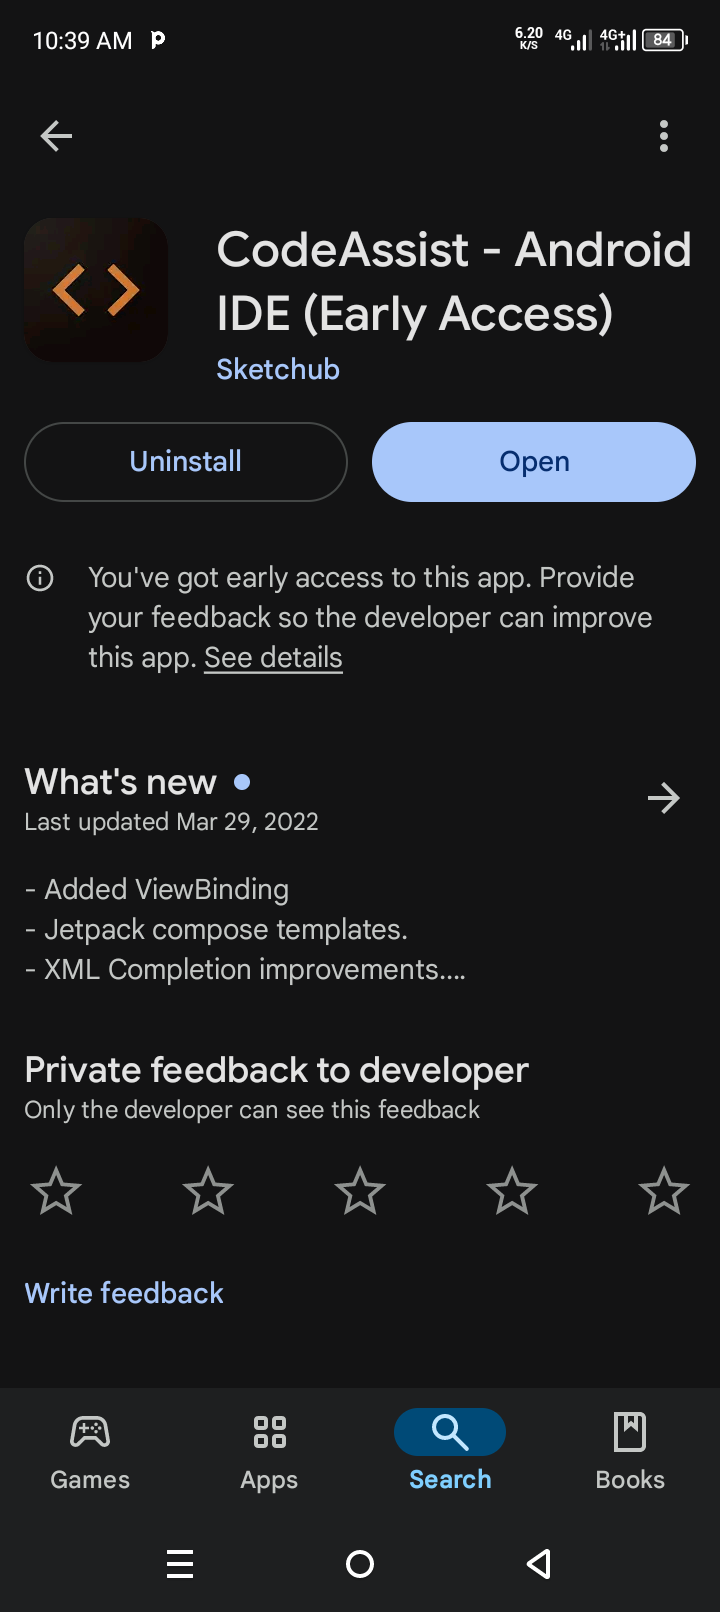 10:39 AM
6.20 K/S 4G 4G+ 84
CodeAssist - Android
IDE (Early Access)
Sketchub
Uninstall Open
You've got early access to this app. Provide
your feedback so the developer can improve
this app. See details
What's new
Last updated Mar 29, 2022
- Added ViewBinding
- Jetpack compose templates.
- XML Completion improvements....
Private feedback to developer
Only the developer can see this feedback
Write feedback
Games Apps Search Books